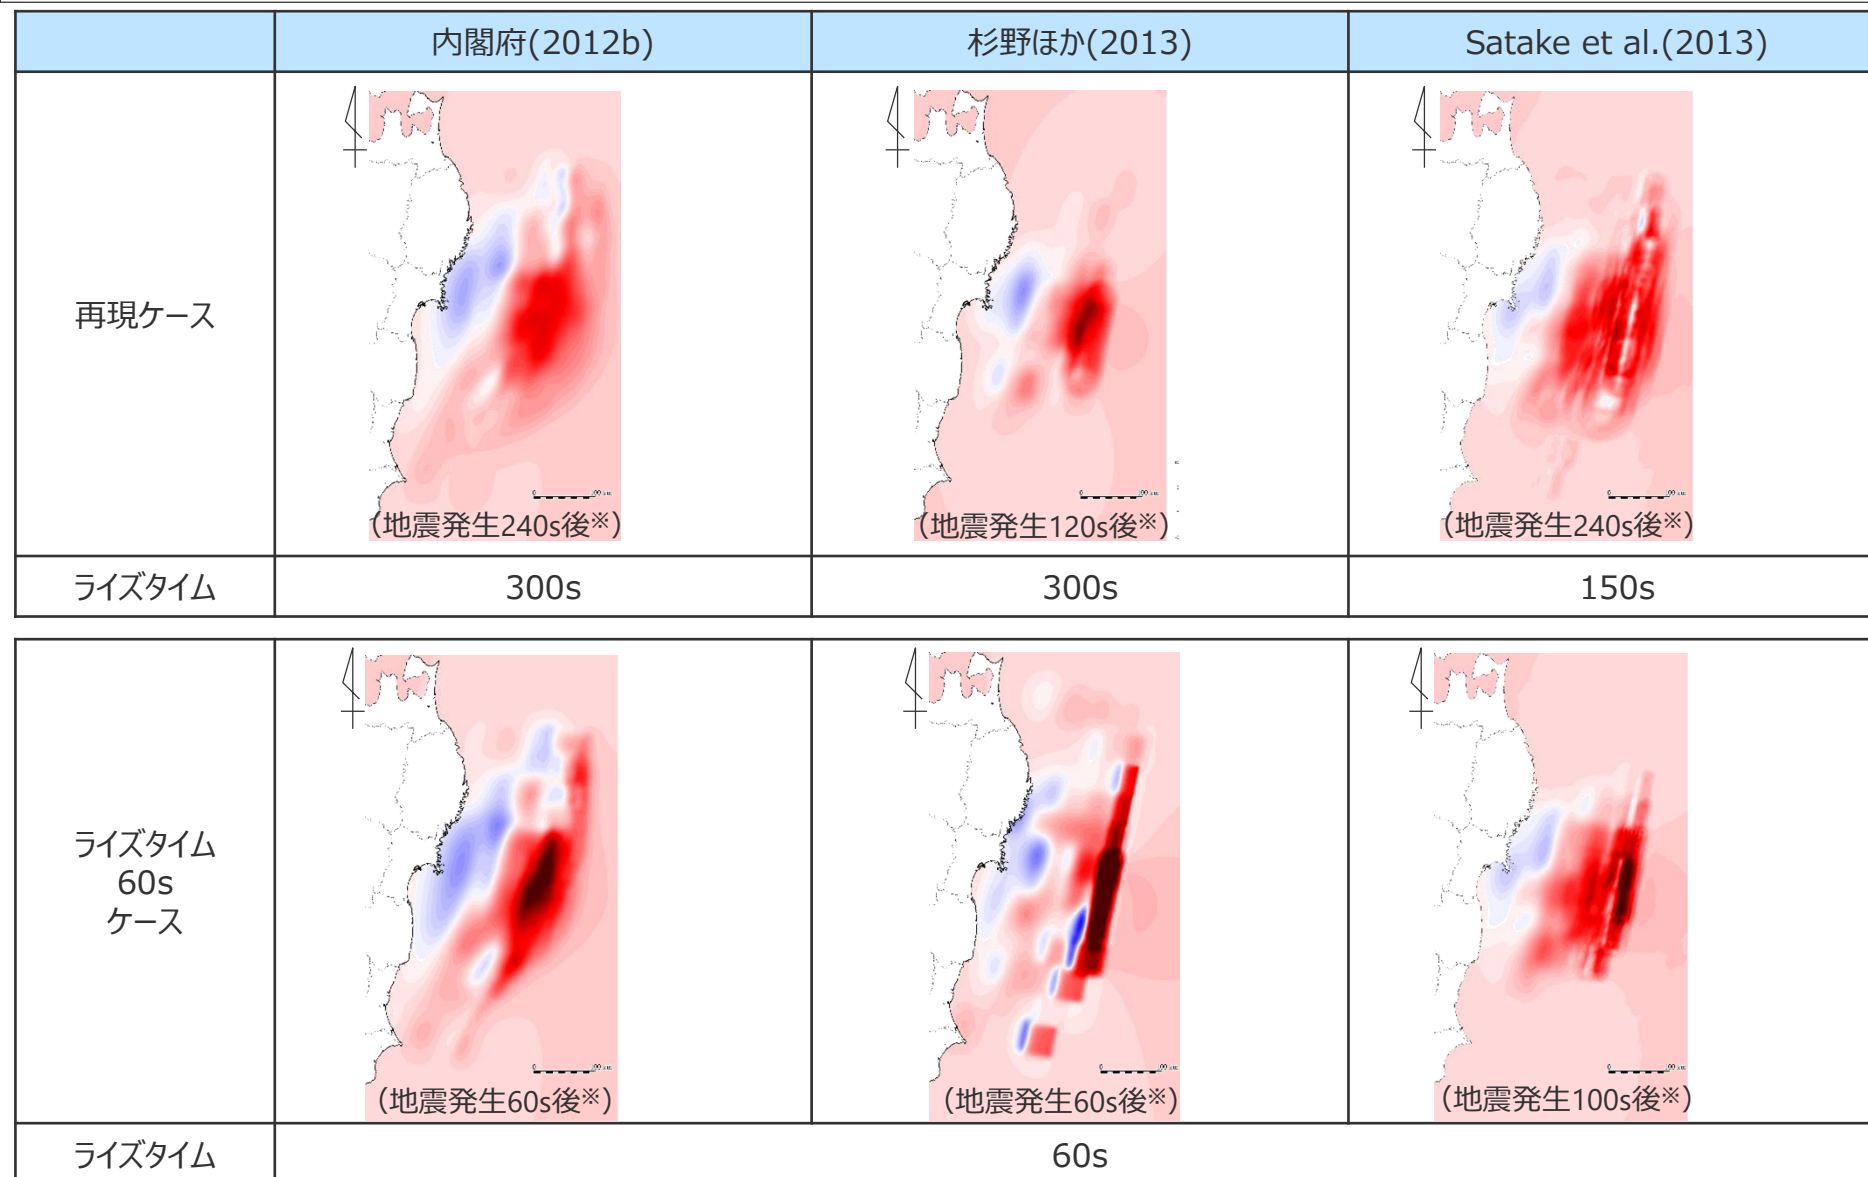 内閣府(2012b)
杉野ほか(2013)
Satake et al.(2013)
再現ケース
(地震発生240s後※)
(地震発生120s後※)
(地震発生240s後※)
ライズタイム
300s
300s
150s
ライズタイム
60s
ケース
(地震発生60s後※)
(地震発生60s後※)
(地震発生100s後※)
ライズタイム
60s